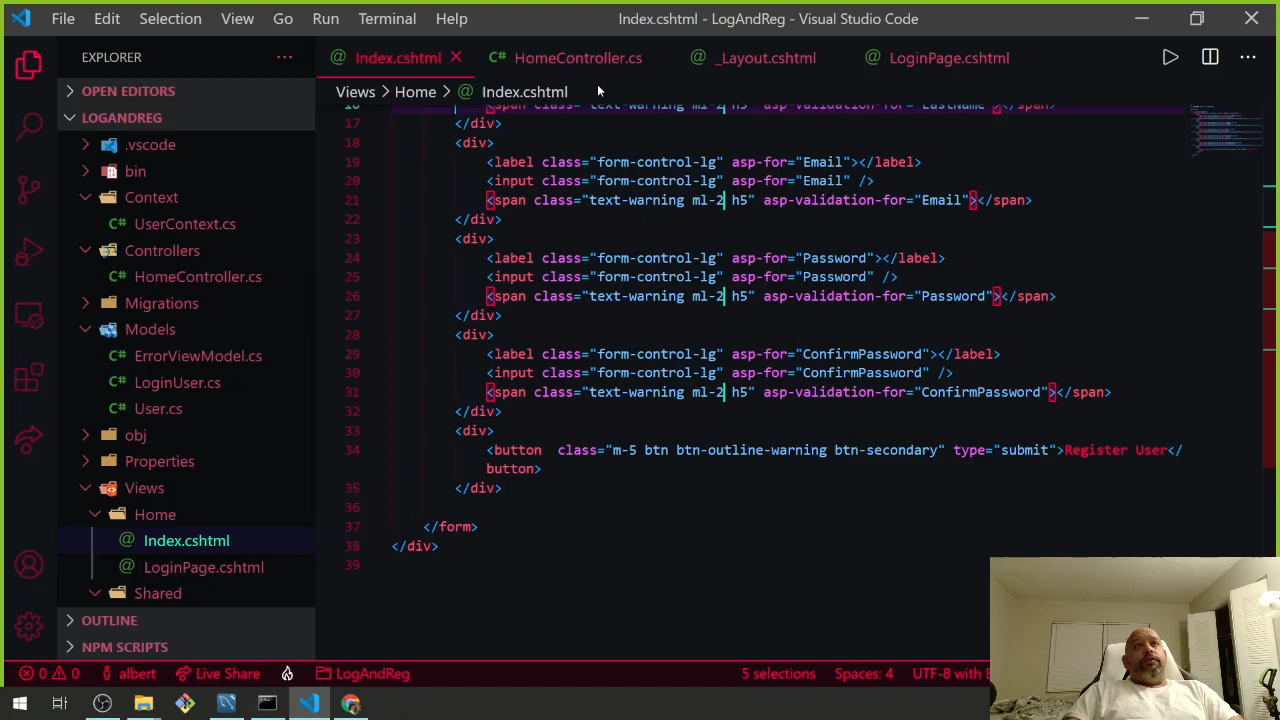 File Edit Selection View Go Run Terminal Help Index.cshtml - LogAndReg - Visual Studio Code
EXPLORER ··· @ Index.cshtml C# HomeController.cs @ _Layout.cshtml @ LoginPage.cshtml ···
OPEN EDITORS
LOGANDREG
.vscode
bin
Context
C# UserContext.cs
Controllers
C# HomeController.cs
Migrations
Models
C# ErrorViewModel.cs
C# LoginUser.cs
C# User.cs
obj
Properties
Views
Home
@ Index.cshtml
@ LoginPage.cshtml
Shared
OUTLINE
NPM SCRIPTS
Views > Home > @ Index.cshtml
16 <span class="text-warning ml-2 h5" asp-validation-for="LastName"></span>
17 </div>
18 <div>
19 <label class="form-control-lg" asp-for="Email"></label>
20 <input class="form-control-lg" asp-for="Email" />
21 <span class="text-warning ml-2 h5" asp-validation-for="Email"></span>
22 </div>
23 <div>
24 <label class="form-control-lg" asp-for="Password"></label>
25 <input class="form-control-lg" asp-for="Password" />
26 <span class="text-warning ml-2 h5" asp-validation-for="Password"></span>
27 </div>
28 <div>
29 <label class="form-control-lg" asp-for="ConfirmPassword"></label>
30 <input class="form-control-lg" asp-for="ConfirmPassword" />
31 <span class="text-warning ml-2 h5" asp-validation-for="ConfirmPassword"></span>
32 </div>
33 <div>
34 <button  class="m-5 btn btn-outline-warning btn-secondary" type="submit">Register User</
button>
35 </div>
36
37 </form>
38 </div>
39
0 0 albert Live Share LogAndReg 5 selections Spaces: 4 UTF-8 with